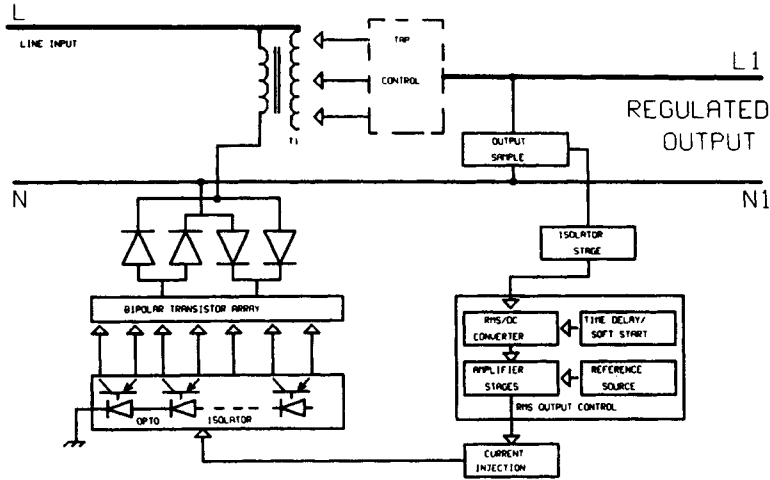 L
LINE INPUT
TAP
CONTROL
L1
T1
REGULATED
OUTPUT
OUTPUT
SAMPLE
N
N1
ISOLATOR
STAGE
BIPOLAR TRANSISTOR ARRAY
RMS/DC
CONVERTER
TIME DELAY/
SOFT START
AMPLIFIER
STAGES
REFERENCE
SOURCE
RMS OUTPUT CONTROL
OPTO
ISOLATOR
CURRENT
INJECTION